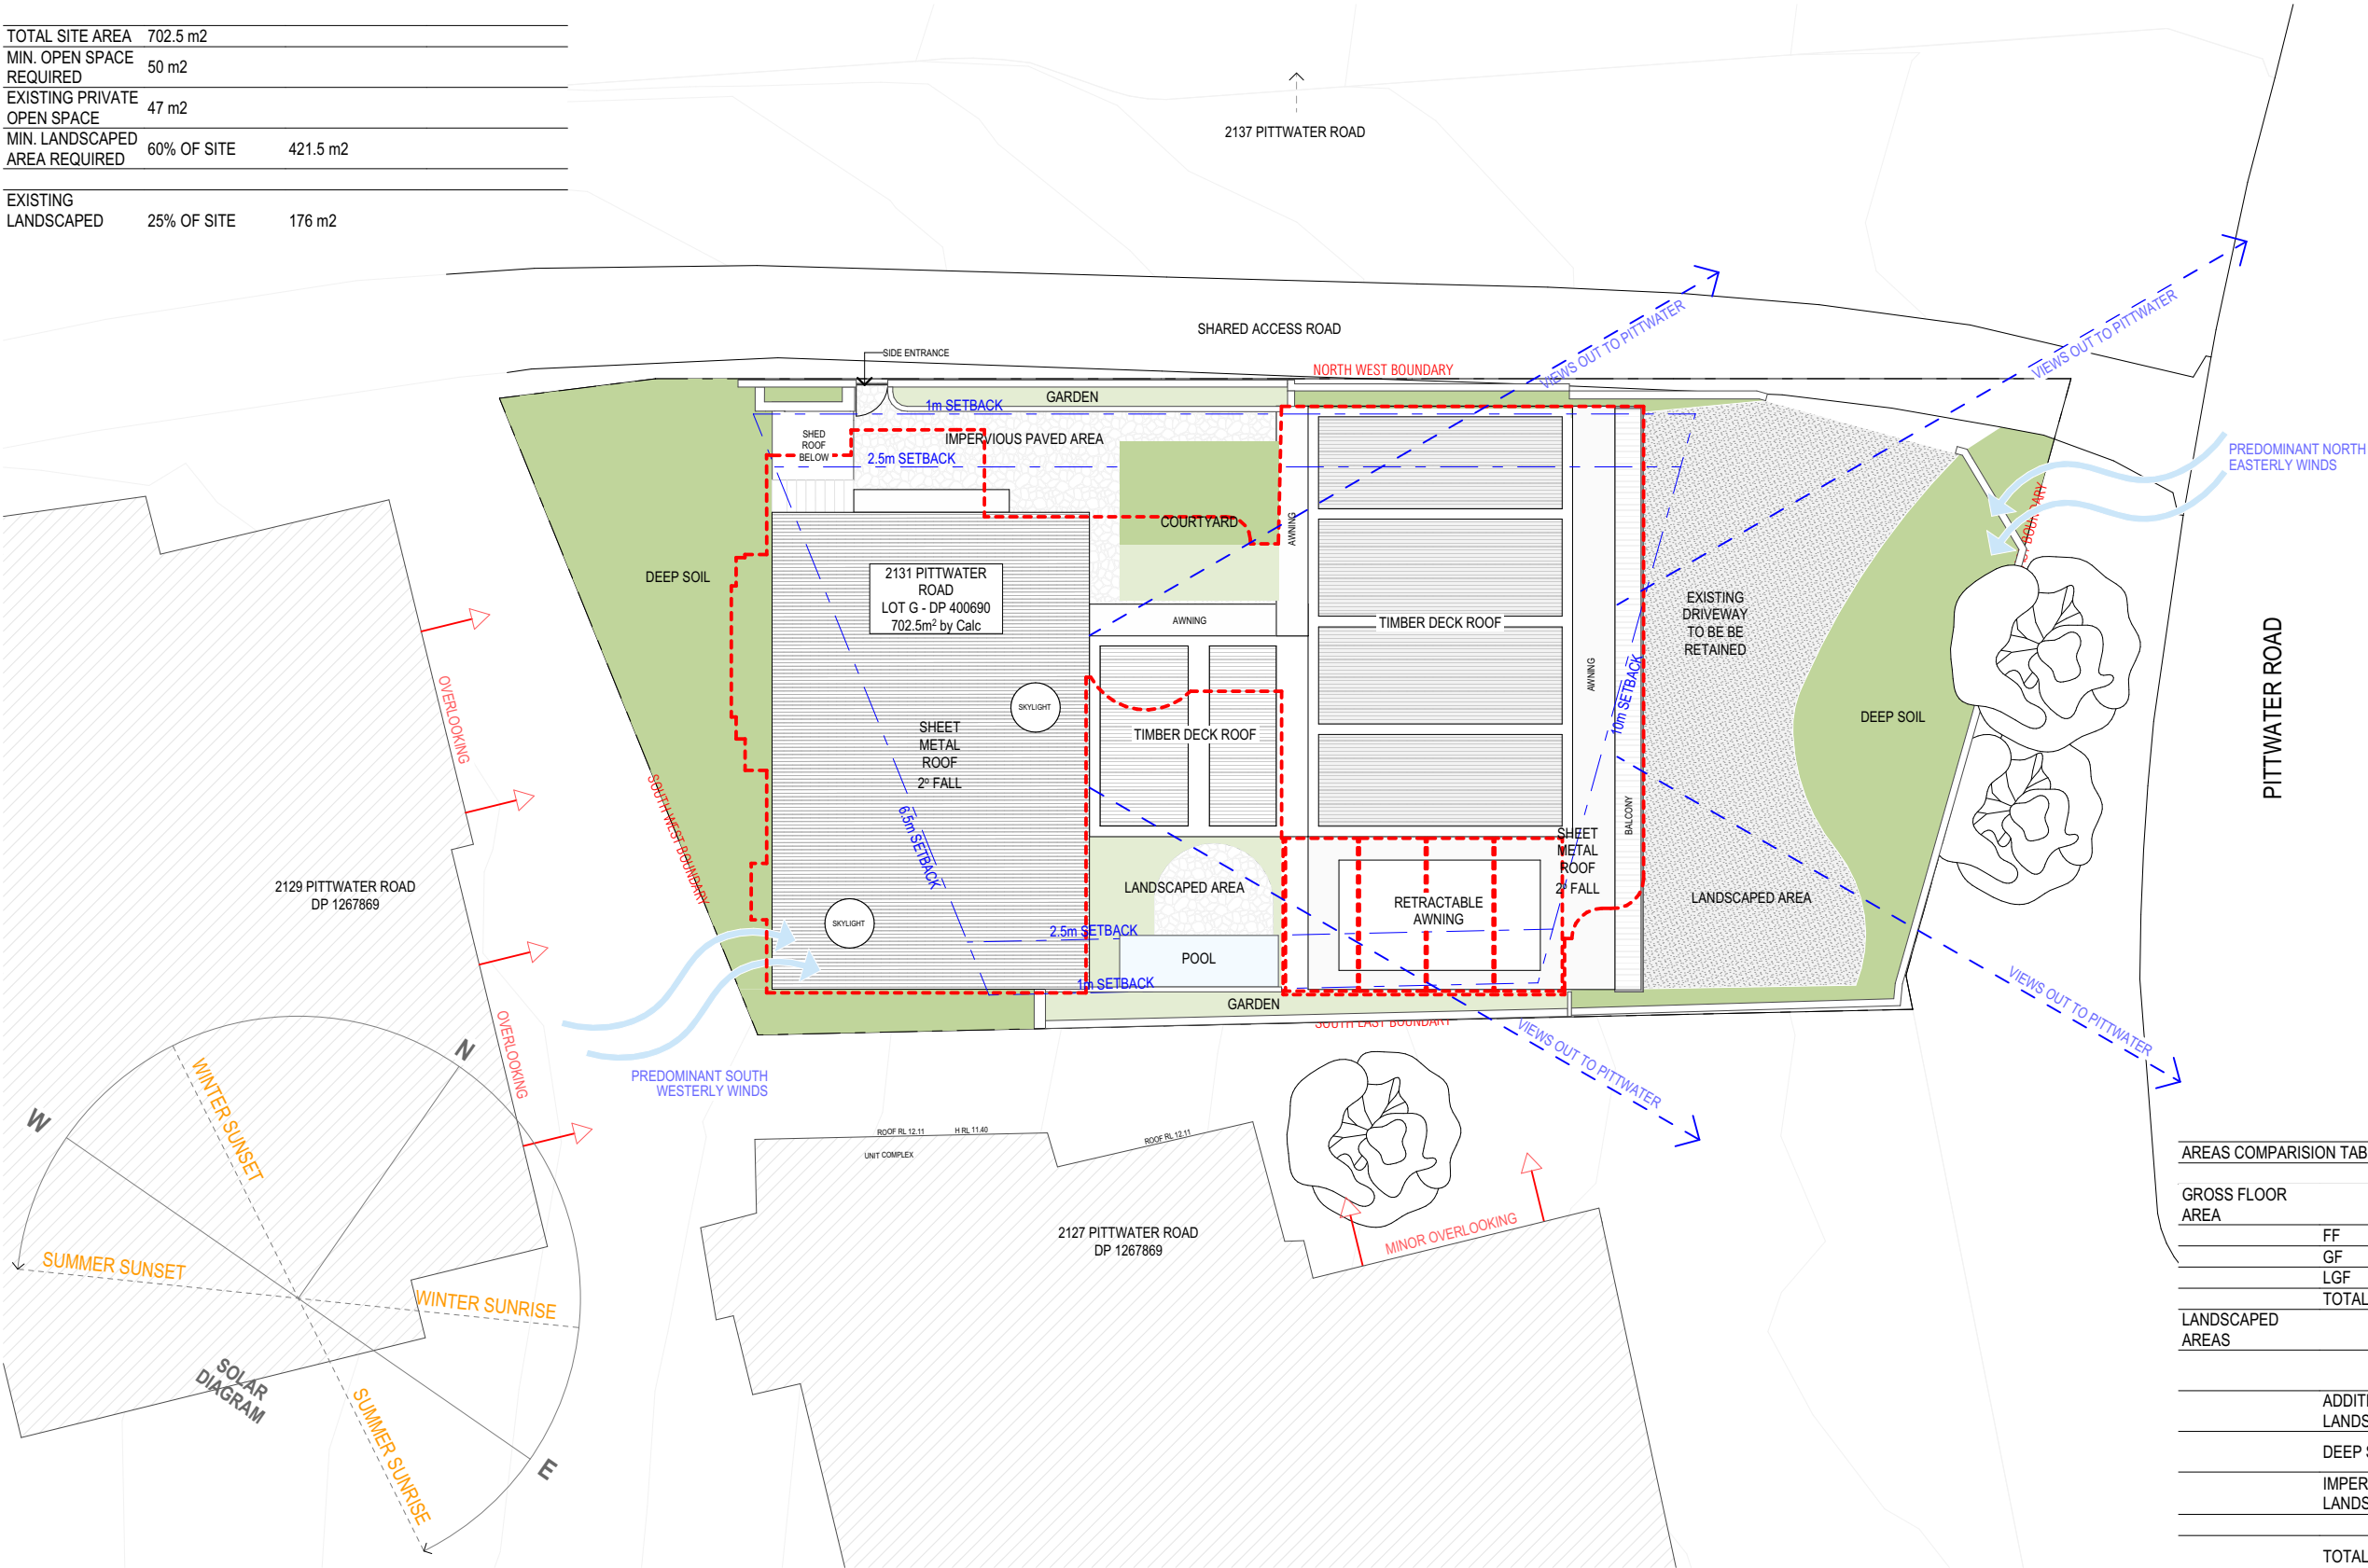 TOTAL SITE AREA 702.5 m2
MIN. OPEN SPACE
REQUIRED 50 m2
EXISTING PRIVATE
OPEN SPACE 47 m2
MIN. LANDSCAPED
AREA REQUIRED 60% OF SITE 421.5 m2
EXISTING
LANDSCAPED 25% OF SITE 176 m2
2137 PITTWATER ROAD
SHARED ACCESS ROAD
SIDE ENTRANCE
NORTH WEST BOUNDARY
VIEWS OUT TO PITTWATER
VIEWS OUT TO PITTWATER
GARDEN
1m SETBACK
SHED
ROOF
BELOW
IMPERVIOUS PAVED AREA
2.5m SETBACK
PREDOMINANT NORTH
EASTERLY WINDS
BOUNDARY
COURTYARD
AWNING
DEEP SOIL
2131 PITTWATER
ROAD
LOT G - DP 400690
702.5m² by Calc
AWNING
TIMBER DECK ROOF
AWNING
EXISTING
DRIVEWAY
TO BE BE
RETAINED
10m SETBACK
PITTWATER ROAD
OVERLOOKING
SKYLIGHT
SHEET
METAL
ROOF
2º FALL
TIMBER DECK ROOF
DEEP SOIL
SOUTH WEST BOUNDARY
6.5m SETBACK
BALCONY
SHEET
METAL
ROOF
2º FALL
2129 PITTWATER ROAD
DP 1267869
LANDSCAPED AREA
RETRACTABLE
AWNING
LANDSCAPED AREA
SKYLIGHT
2.5m SETBACK
POOL
1m SETBACK
GARDEN
SOUTH EAST BOUNDARY
VIEWS OUT TO PITTWATER
VIEWS OUT TO PITTWATER
OVERLOOKING
PREDOMINANT SOUTH
WESTERLY WINDS
N
W
E
WINTER SUNSET
SUMMER SUNSET
WINTER SUNRISE
SUMMER SUNRISE
SOLAR
DIAGRAM
ROOF RL 12.11 H RL 11.40
ROOF RL 12.11
UNIT COMPLEX
2127 PITTWATER ROAD
DP 1267869
MINOR OVERLOOKING
AREAS COMPARISION TAB
GROSS FLOOR
AREA
FF
GF
LGF
TOTAL
LANDSCAPED
AREAS
ADDITI
LANDS
DEEP S
IMPER
LANDS
TOTAL